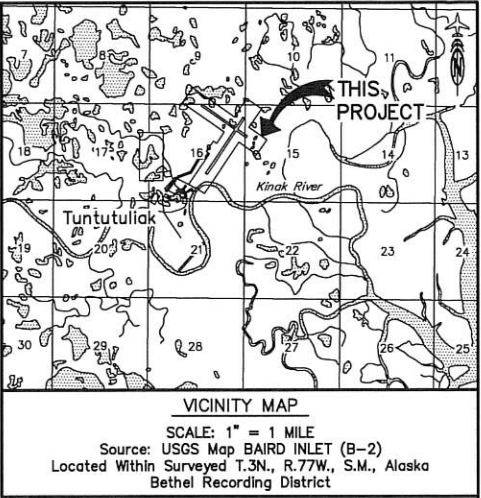 7 8 9 10 11
THIS
PROJECT
18 17 16 15 14 13
Kinak River
Tuntutuliak
19 20 21 22 23 24
30 29 28 27 26 25
VICINITY MAP
SCALE: 1" = 1 MILE
Source: USGS Map BAIRD INLET (B-2)
Located Within Surveyed T.3N., R.77W., S.M., Alaska
Bethel Recording District